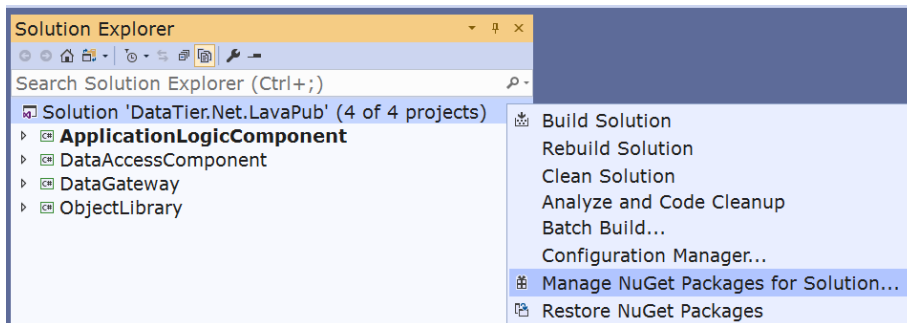 Solution Explorer
Search Solution Explorer (Ctrl+;)
Solution 'DataTier.Net.LavaPub' (4 of 4 projects)
C# ApplicationLogicComponent
C# DataAccessComponent
C# DataGateway
C# ObjectLibrary
Build Solution
Rebuild Solution
Clean Solution
Analyze and Code Cleanup
Batch Build...
Configuration Manager...
Manage NuGet Packages for Solution...
Restore NuGet Packages